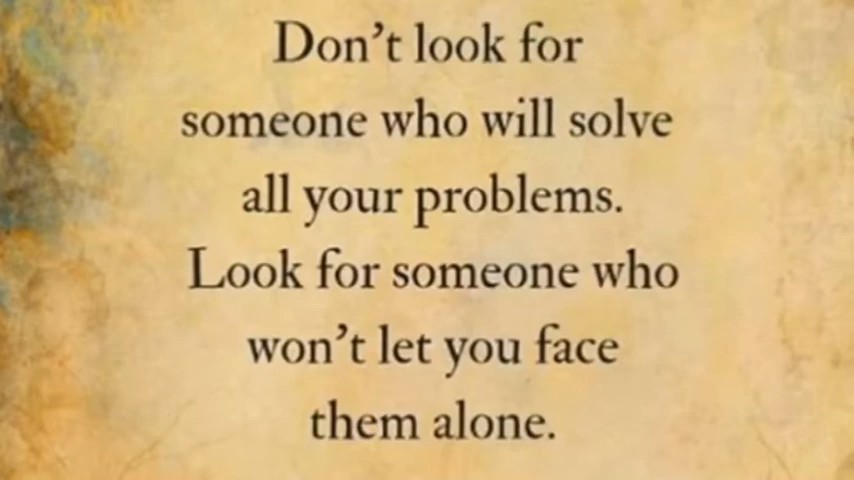 Don't look for
someone who will solve
all your problems.
Look for someone who
won't let you face
them alone.